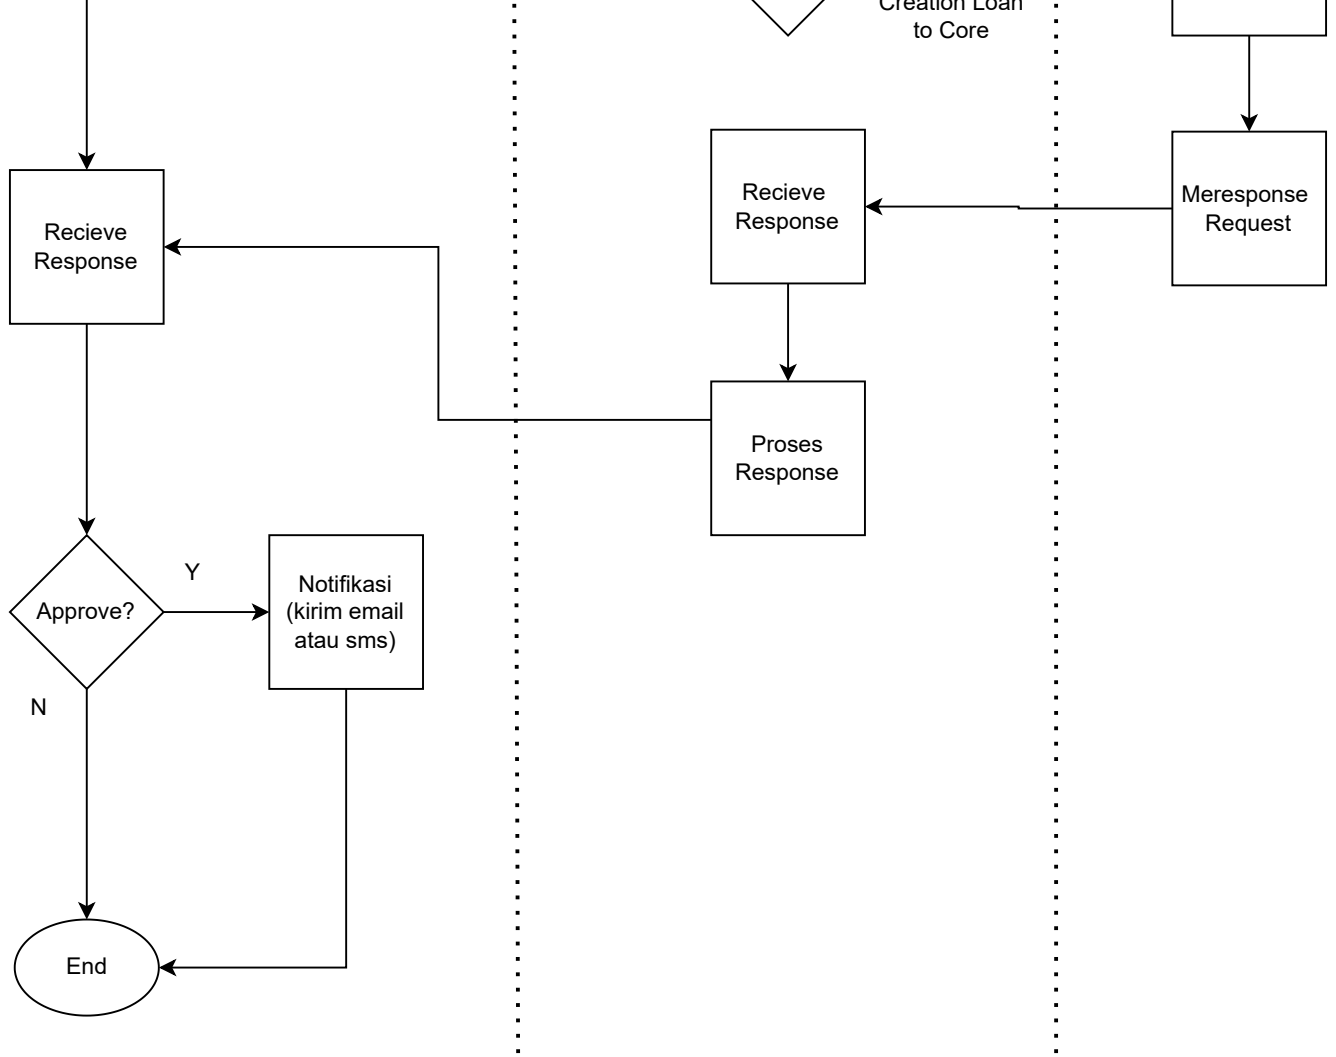 Creation Loan
to Core
Recieve
Response
Recieve
Response
Meresponse
Request
Proses
Response
Approve?
Y
Notifikasi
(kirim email
atau sms)
N
End